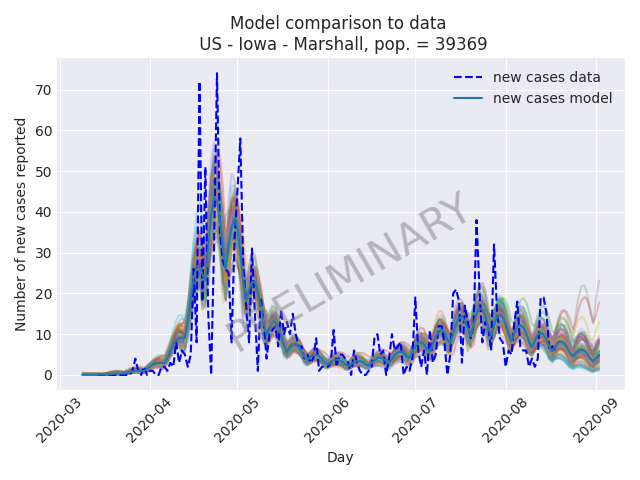 Model comparison to data
US - Iowa - Marshall, pop. = 39369
new cases data
new cases model
PRELIMINARY
Number of new cases reported
70
60
50
40
30
20
10
0
2020-03
2020-04
2020-05
2020-06
2020-07
2020-08
2020-09
Day